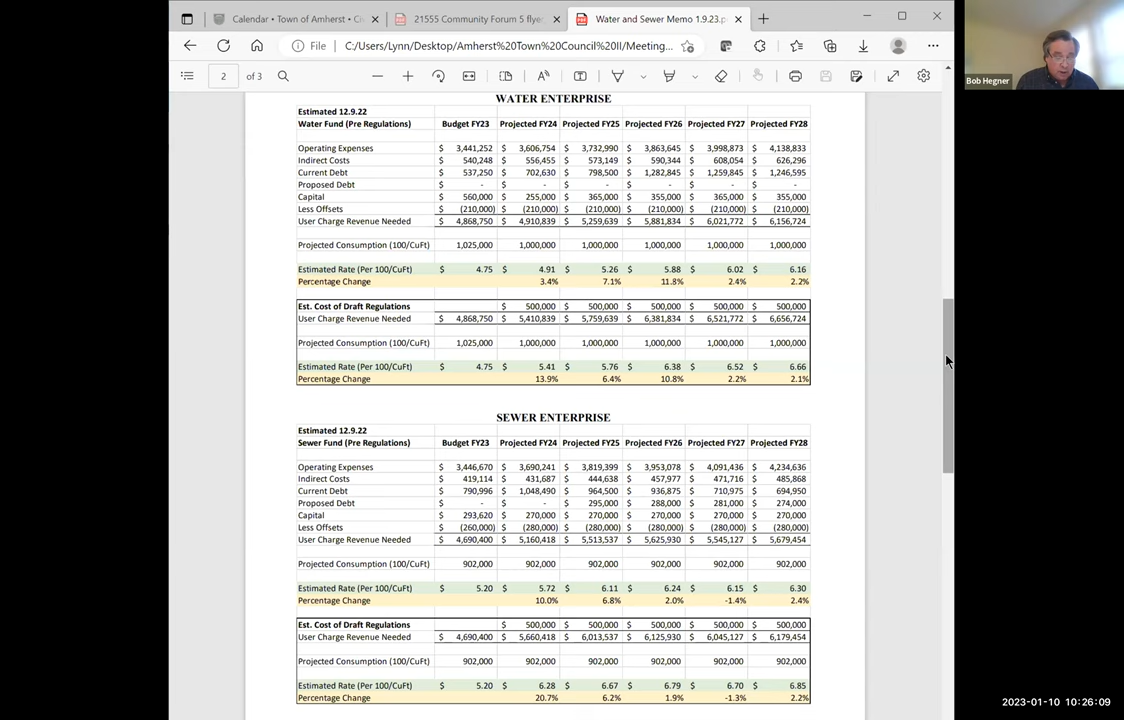 Calendar • Town of Amherst • Ci
21555 Community Forum 5 flye
Water and Sewer Memo 1.9.23.p
File C:/Users/Lynn/Desktop/Amherst%20Town%20Council%20II/Meeting...
2 of 3
Bob Hegner
WATER ENTERPRISE
Estimated 12.9.22
Water Fund (Pre Regulations) Budget FY23 Projected FY24 Projected FY25 Projected FY26 Projected FY27 Projected FY28
Operating Expenses $ 3,441,252 $ 3,606,754 $ 3,732,990 $ 3,863,645 $ 3,998,873 $ 4,138,833
Indirect Costs $ 540,248 $ 556,455 $ 573,149 $ 590,344 $ 608,054 $ 626,296
Current Debt $ 537,250 $ 702,630 $ 798,500 $ 1,282,845 $ 1,259,845 $ 1,246,595
Proposed Debt $ - $ - $ - $ - $ - $ -
Capital $ 560,000 $ 255,000 $ 365,000 $ 355,000 $ 365,000 $ 355,000
Less Offsets $ (210,000) $ (210,000) $ (210,000) $ (210,000) $ (210,000) $ (210,000)
User Charge Revenue Needed $ 4,868,750 $ 4,910,839 $ 5,259,639 $ 5,881,834 $ 6,021,772 $ 6,156,724
Projected Consumption (100/CuFt) 1,025,000 1,000,000 1,000,000 1,000,000 1,000,000 1,000,000
Estimated Rate (Per 100/CuFt) $ 4.75 $ 4.91 $ 5.26 $ 5.88 $ 6.02 $ 6.16
Percentage Change 3.4% 7.1% 11.8% 2.4% 2.2%
Est. Cost of Draft Regulations $ 500,000 $ 500,000 $ 500,000 $ 500,000 $ 500,000
User Charge Revenue Needed $ 4,868,750 $ 5,410,839 $ 5,759,639 $ 6,381,834 $ 6,521,772 $ 6,656,724
Projected Consumption (100/CuFt) 1,025,000 1,000,000 1,000,000 1,000,000 1,000,000 1,000,000
Estimated Rate (Per 100/CuFt) $ 4.75 $ 5.41 $ 5.76 $ 6.38 $ 6.52 $ 6.66
Percentage Change 13.9% 6.4% 10.8% 2.2% 2.1%
SEWER ENTERPRISE
Estimated 12.9.22
Sewer Fund (Pre Regulations) Budget FY23 Projected FY24 Projected FY25 Projected FY26 Projected FY27 Projected FY28
Operating Expenses $ 3,446,670 $ 3,690,241 $ 3,819,399 $ 3,953,078 $ 4,091,436 $ 4,234,636
Indirect Costs $ 419,114 $ 431,687 $ 444,638 $ 457,977 $ 471,716 $ 485,868
Current Debt $ 790,996 $ 1,048,490 $ 964,500 $ 936,875 $ 710,975 $ 694,950
Proposed Debt $ - $ - $ 295,000 $ 288,000 $ 281,000 $ 274,000
Capital $ 293,620 $ 270,000 $ 270,000 $ 270,000 $ 270,000 $ 270,000
Less Offsets $ (260,000) $ (280,000) $ (280,000) $ (280,000) $ (280,000) $ (280,000)
User Charge Revenue Needed $ 4,690,400 $ 5,160,418 $ 5,513,537 $ 5,625,930 $ 5,545,127 $ 5,679,454
Projected Consumption (100/CuFt) 902,000 902,000 902,000 902,000 902,000 902,000
Estimated Rate (Per 100/CuFt) $ 5.20 $ 5.72 $ 6.11 $ 6.24 $ 6.15 $ 6.30
Percentage Change 10.0% 6.8% 2.0% -1.4% 2.4%
Est. Cost of Draft Regulations $ 500,000 $ 500,000 $ 500,000 $ 500,000 $ 500,000
User Charge Revenue Needed $ 4,690,400 $ 5,660,418 $ 6,013,537 $ 6,125,930 $ 6,045,127 $ 6,179,454
Projected Consumption (100/CuFt) 902,000 902,000 902,000 902,000 902,000 902,000
Estimated Rate (Per 100/CuFt) $ 5.20 $ 6.28 $ 6.67 $ 6.79 $ 6.70 $ 6.85
Percentage Change 20.7% 6.2% 1.9% -1.3% 2.2%
2023-01-10 10:26:09